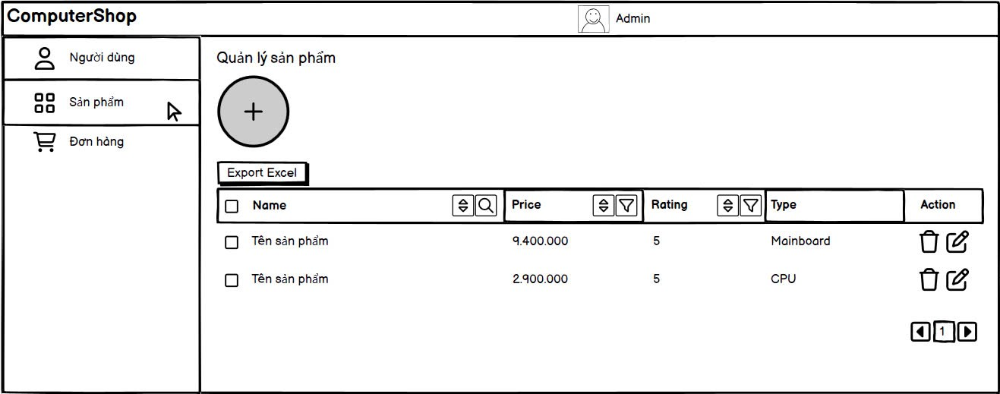 ComputerShop
Admin
Người dùng
Sản phẩm
Đơn hàng
Quản lý sản phẩm
+
Export Excel
Name Price Rating Type Action
Tên sản phẩm 9.400.000 5 Mainboard
Tên sản phẩm 2.900.000 5 CPU
1